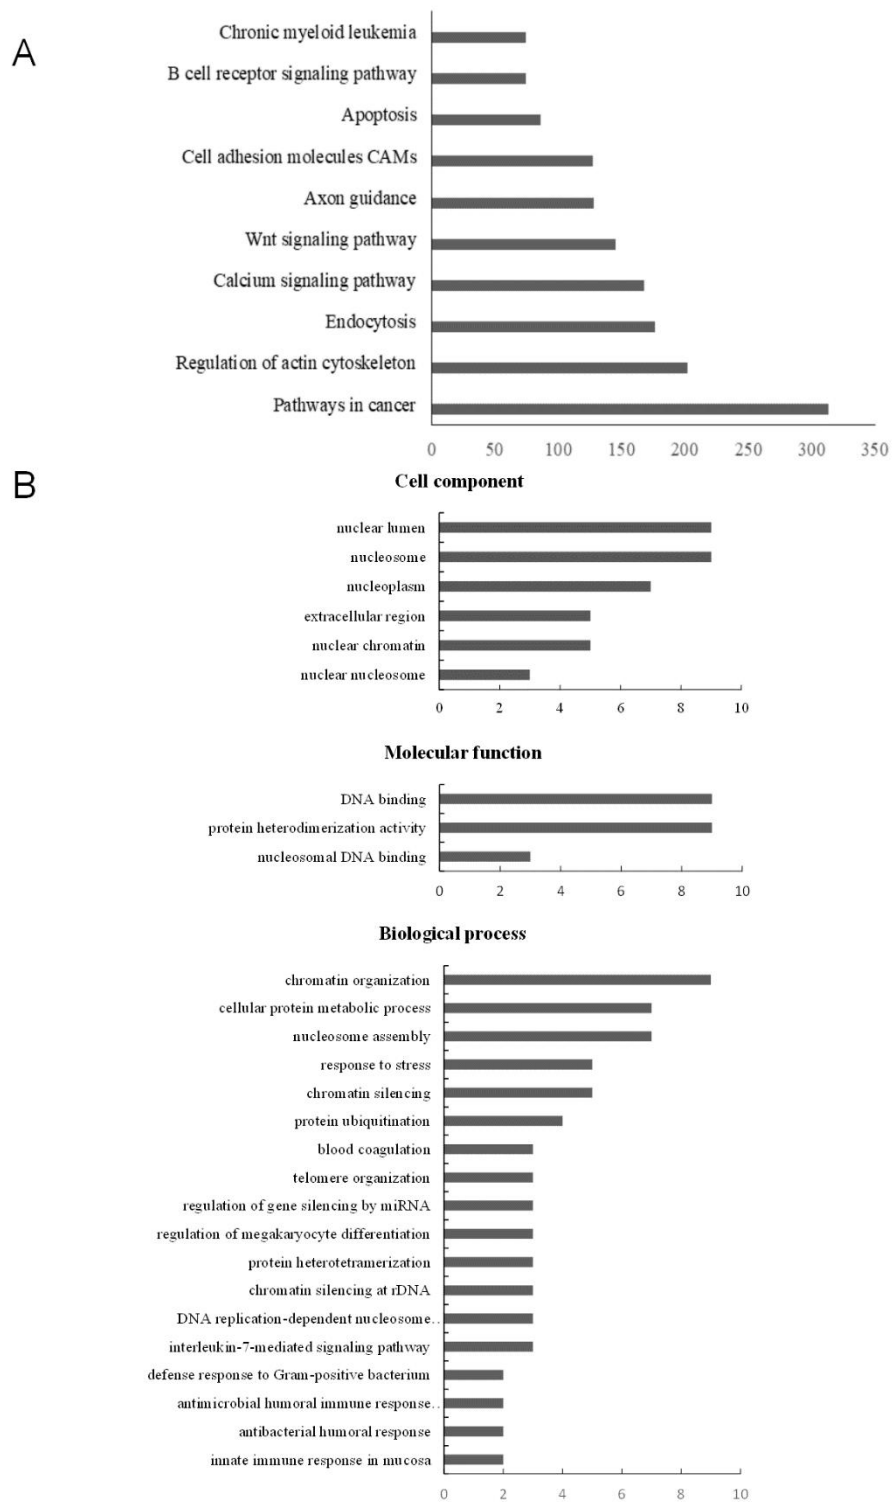 A
Chronic myeloid leukemia
B cell receptor signaling pathway
Apoptosis
Cell adhesion molecules CAMs
Axon guidance
Wnt signaling pathway
Calcium signaling pathway
Endocytosis
Regulation of actin cytoskeleton
Pathways in cancer
0 50 100 150 200 250 300 350
B
Cell component
nuclear lumen
nucleosome
nucleoplasm
extracellular region
nuclear chromatin
nuclear nucleosome
0 2 4 6 8 10
Molecular function
DNA binding
protein heterodimerization activity
nucleosomal DNA binding
0 2 4 6 8 10
Biological process
chromatin organization
cellular protein metabolic process
nucleosome assembly
response to stress
chromatin silencing
protein ubiquitination
blood coagulation
telomere organization
regulation of gene silencing by miRNA
regulation of megakaryocyte differentiation
protein heterotetramerization
chromatin silencing at rDNA
DNA replication-dependent nucleosome..
interleukin-7-mediated signaling pathway
defense response to Gram-positive bacterium
antimicrobial humoral immune response..
antibacterial humoral response
innate immune response in mucosa
0 2 4 6 8 10